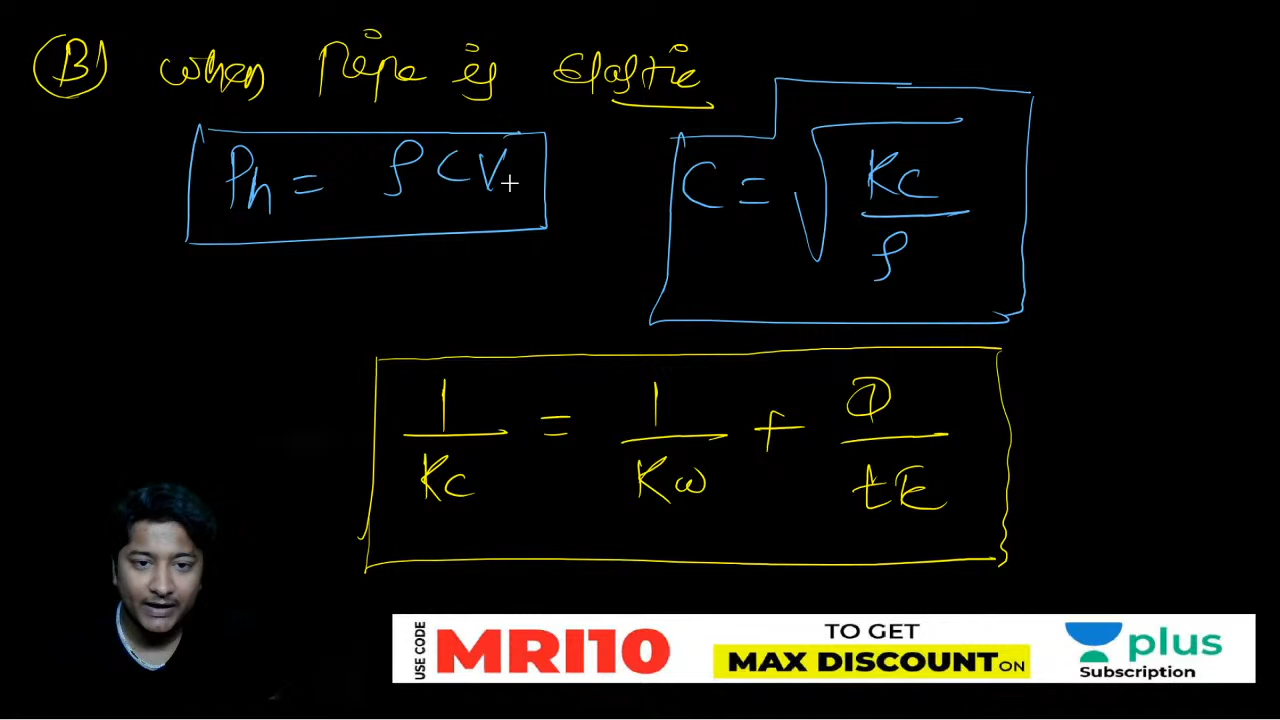 (B) when Pipe is Elastic
Ph = ρCV
C = √(Kc/ρ)
1/Kc = 1/Kω + D/tE
USE CODE MRI10
TO GET
MAX DISCOUNT ON
plus
Subscription